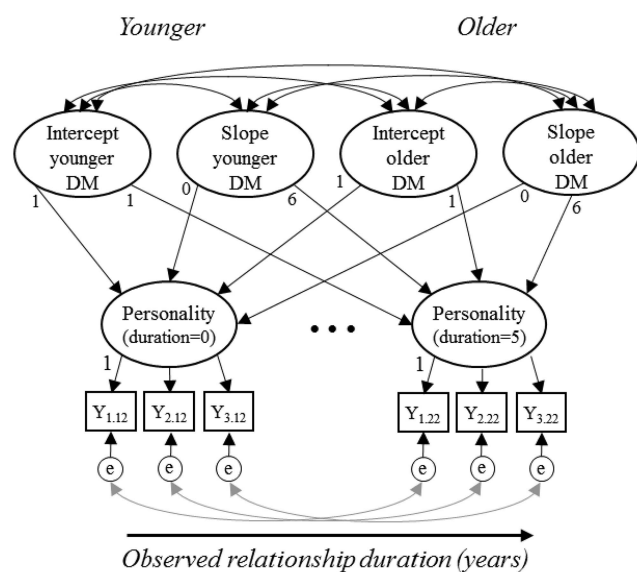 Younger Older
Intercept
younger
DM
Slope
younger
DM
Intercept
older
DM
Slope
older
DM
1 1 0 6 1 1 0 6
Personality
(duration=0)
• • •
Personality
(duration=5)
1 1
Y1.12 Y2.12 Y3.12 Y1.22 Y2.22 Y3.22
e e e e e e
Observed relationship duration (years)